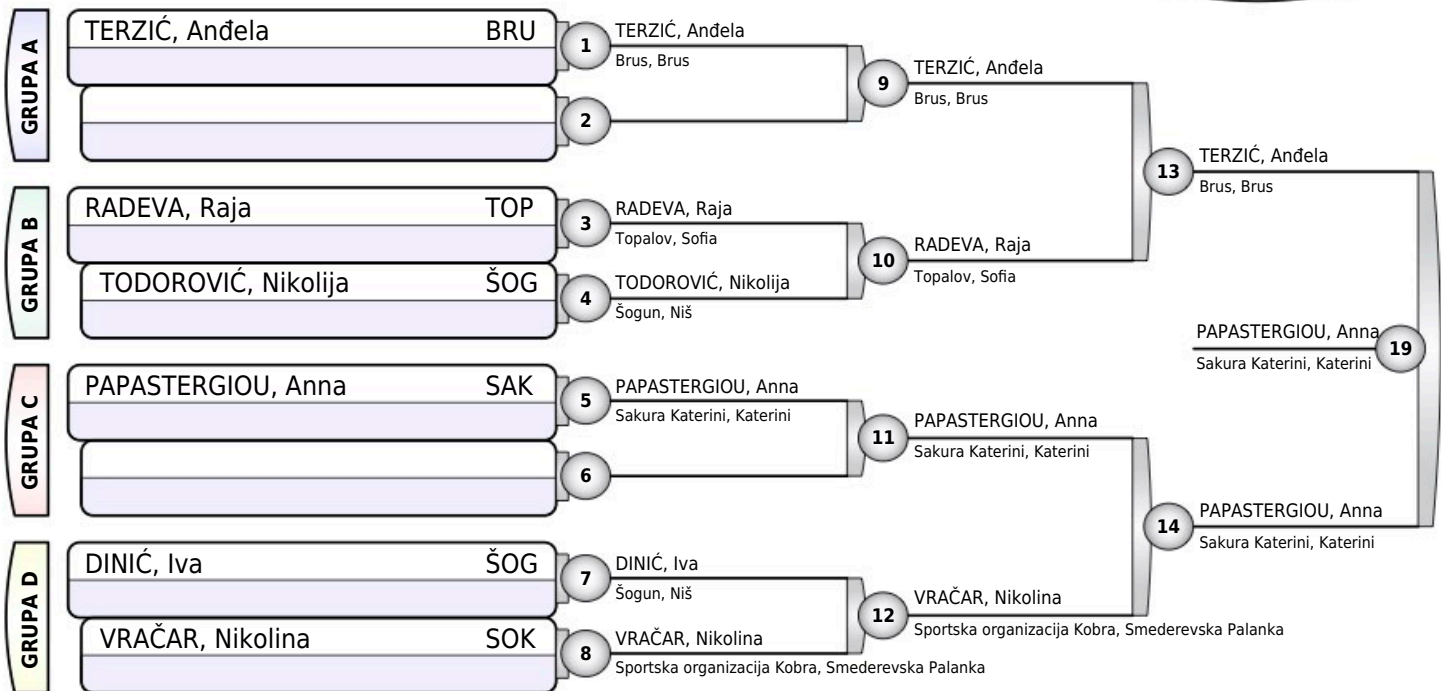 GRUPA A
TERZIĆ, Anđela BRU
1
2
TERZIĆ, Anđela
Brus, Brus
9
TERZIĆ, Anđela
Brus, Brus
GRUPA B
RADEVA, Raja TOP
TODOROVIĆ, Nikolija ŠOG
3
4
RADEVA, Raja
Topalov, Sofia
TODOROVIĆ, Nikolija
Šogun, Niš
10
RADEVA, Raja
Topalov, Sofia
13
TERZIĆ, Anđela
Brus, Brus
GRUPA C
PAPASTERGIOU, Anna SAK
5
6
PAPASTERGIOU, Anna
Sakura Katerini, Katerini
11
PAPASTERGIOU, Anna
Sakura Katerini, Katerini
GRUPA D
DINIĆ, Iva ŠOG
VRAČAR, Nikolina SOK
7
8
DINIĆ, Iva
Šogun, Niš
VRAČAR, Nikolina
Sportska organizacija Kobra, Smederevska Palanka
12
VRAČAR, Nikolina
Sportska organizacija Kobra, Smederevska Palanka
14
PAPASTERGIOU, Anna
Sakura Katerini, Katerini
PAPASTERGIOU, Anna
Sakura Katerini, Katerini
19